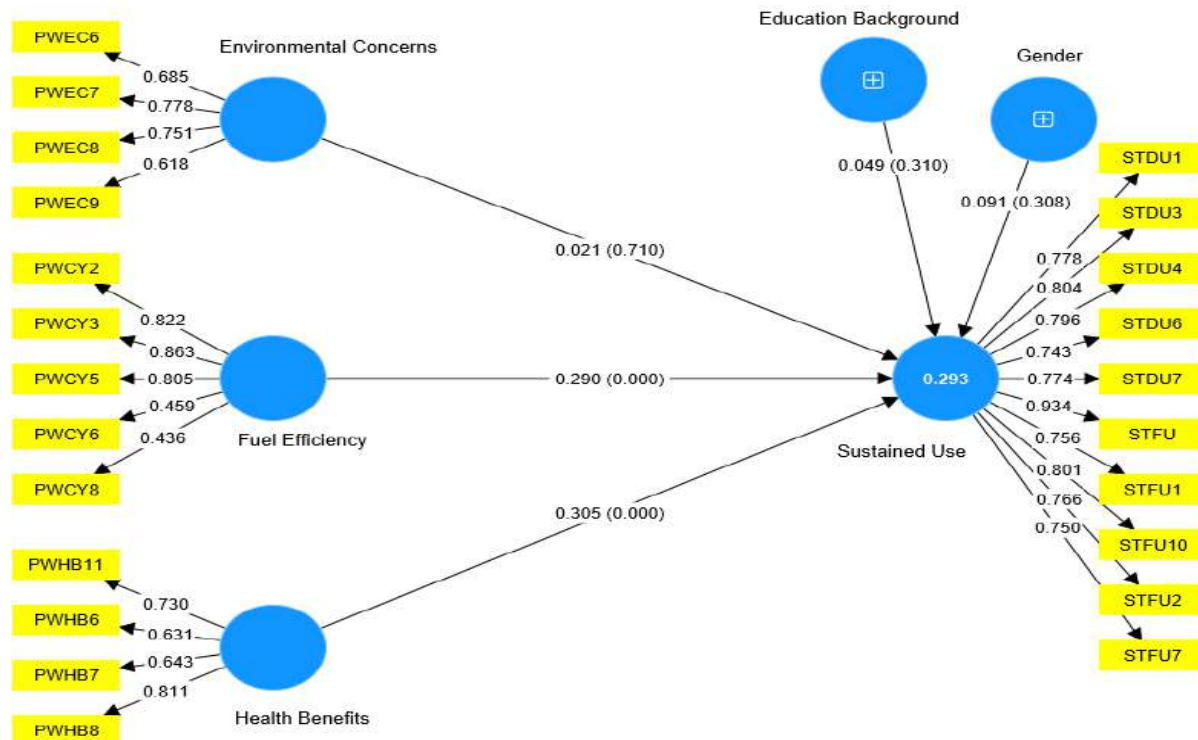 Education Background
Gender
Environmental Concerns
PWEC6
PWEC7
PWEC8
PWEC9
0.685
0.778
0.751
0.618
0.049 (0.310)
0.091 (0.308)
0.021 (0.710)
PWCY2
PWCY3
PWCY5
PWCY6
PWCY8
0.822
0.863
0.805
0.459
0.436
Fuel Efficiency
0.290 (0.000)
0.293
Sustained Use
PWHB11
PWHB6
PWHB7
PWHB8
0.730
0.631
0.643
0.811
Health Benefits
0.305 (0.000)
0.778
0.804
0.796
0.743
0.774
0.934
0.756
0.801
0.766
0.750
STDU1
STDU3
STDU4
STDU6
STDU7
STFU
STFU1
STFU10
STFU2
STFU7